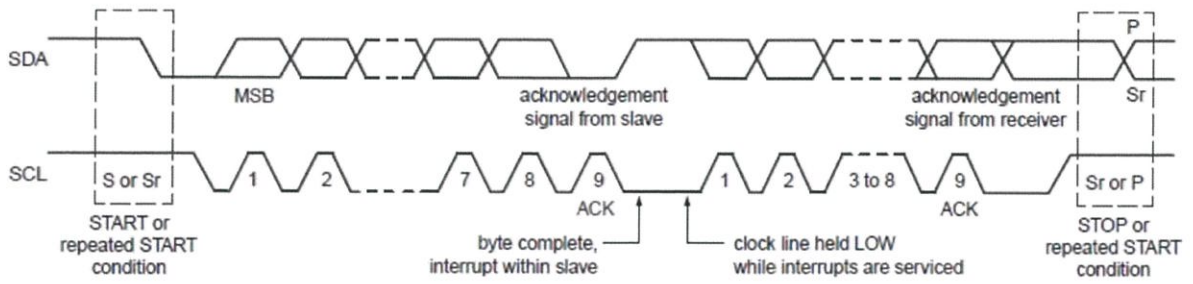 P
SDA
MSB
acknowledgement
signal from slave
acknowledgement
signal from receiver
Sr
SCL
S or Sr
1
2
7
8
9
1
2
3 to 8
9
Sr or P
ACK
ACK
START or
repeated START
condition
byte complete,
interrupt within slave
clock line held LOW
while interrupts are serviced
STOP or
repeated START
condition